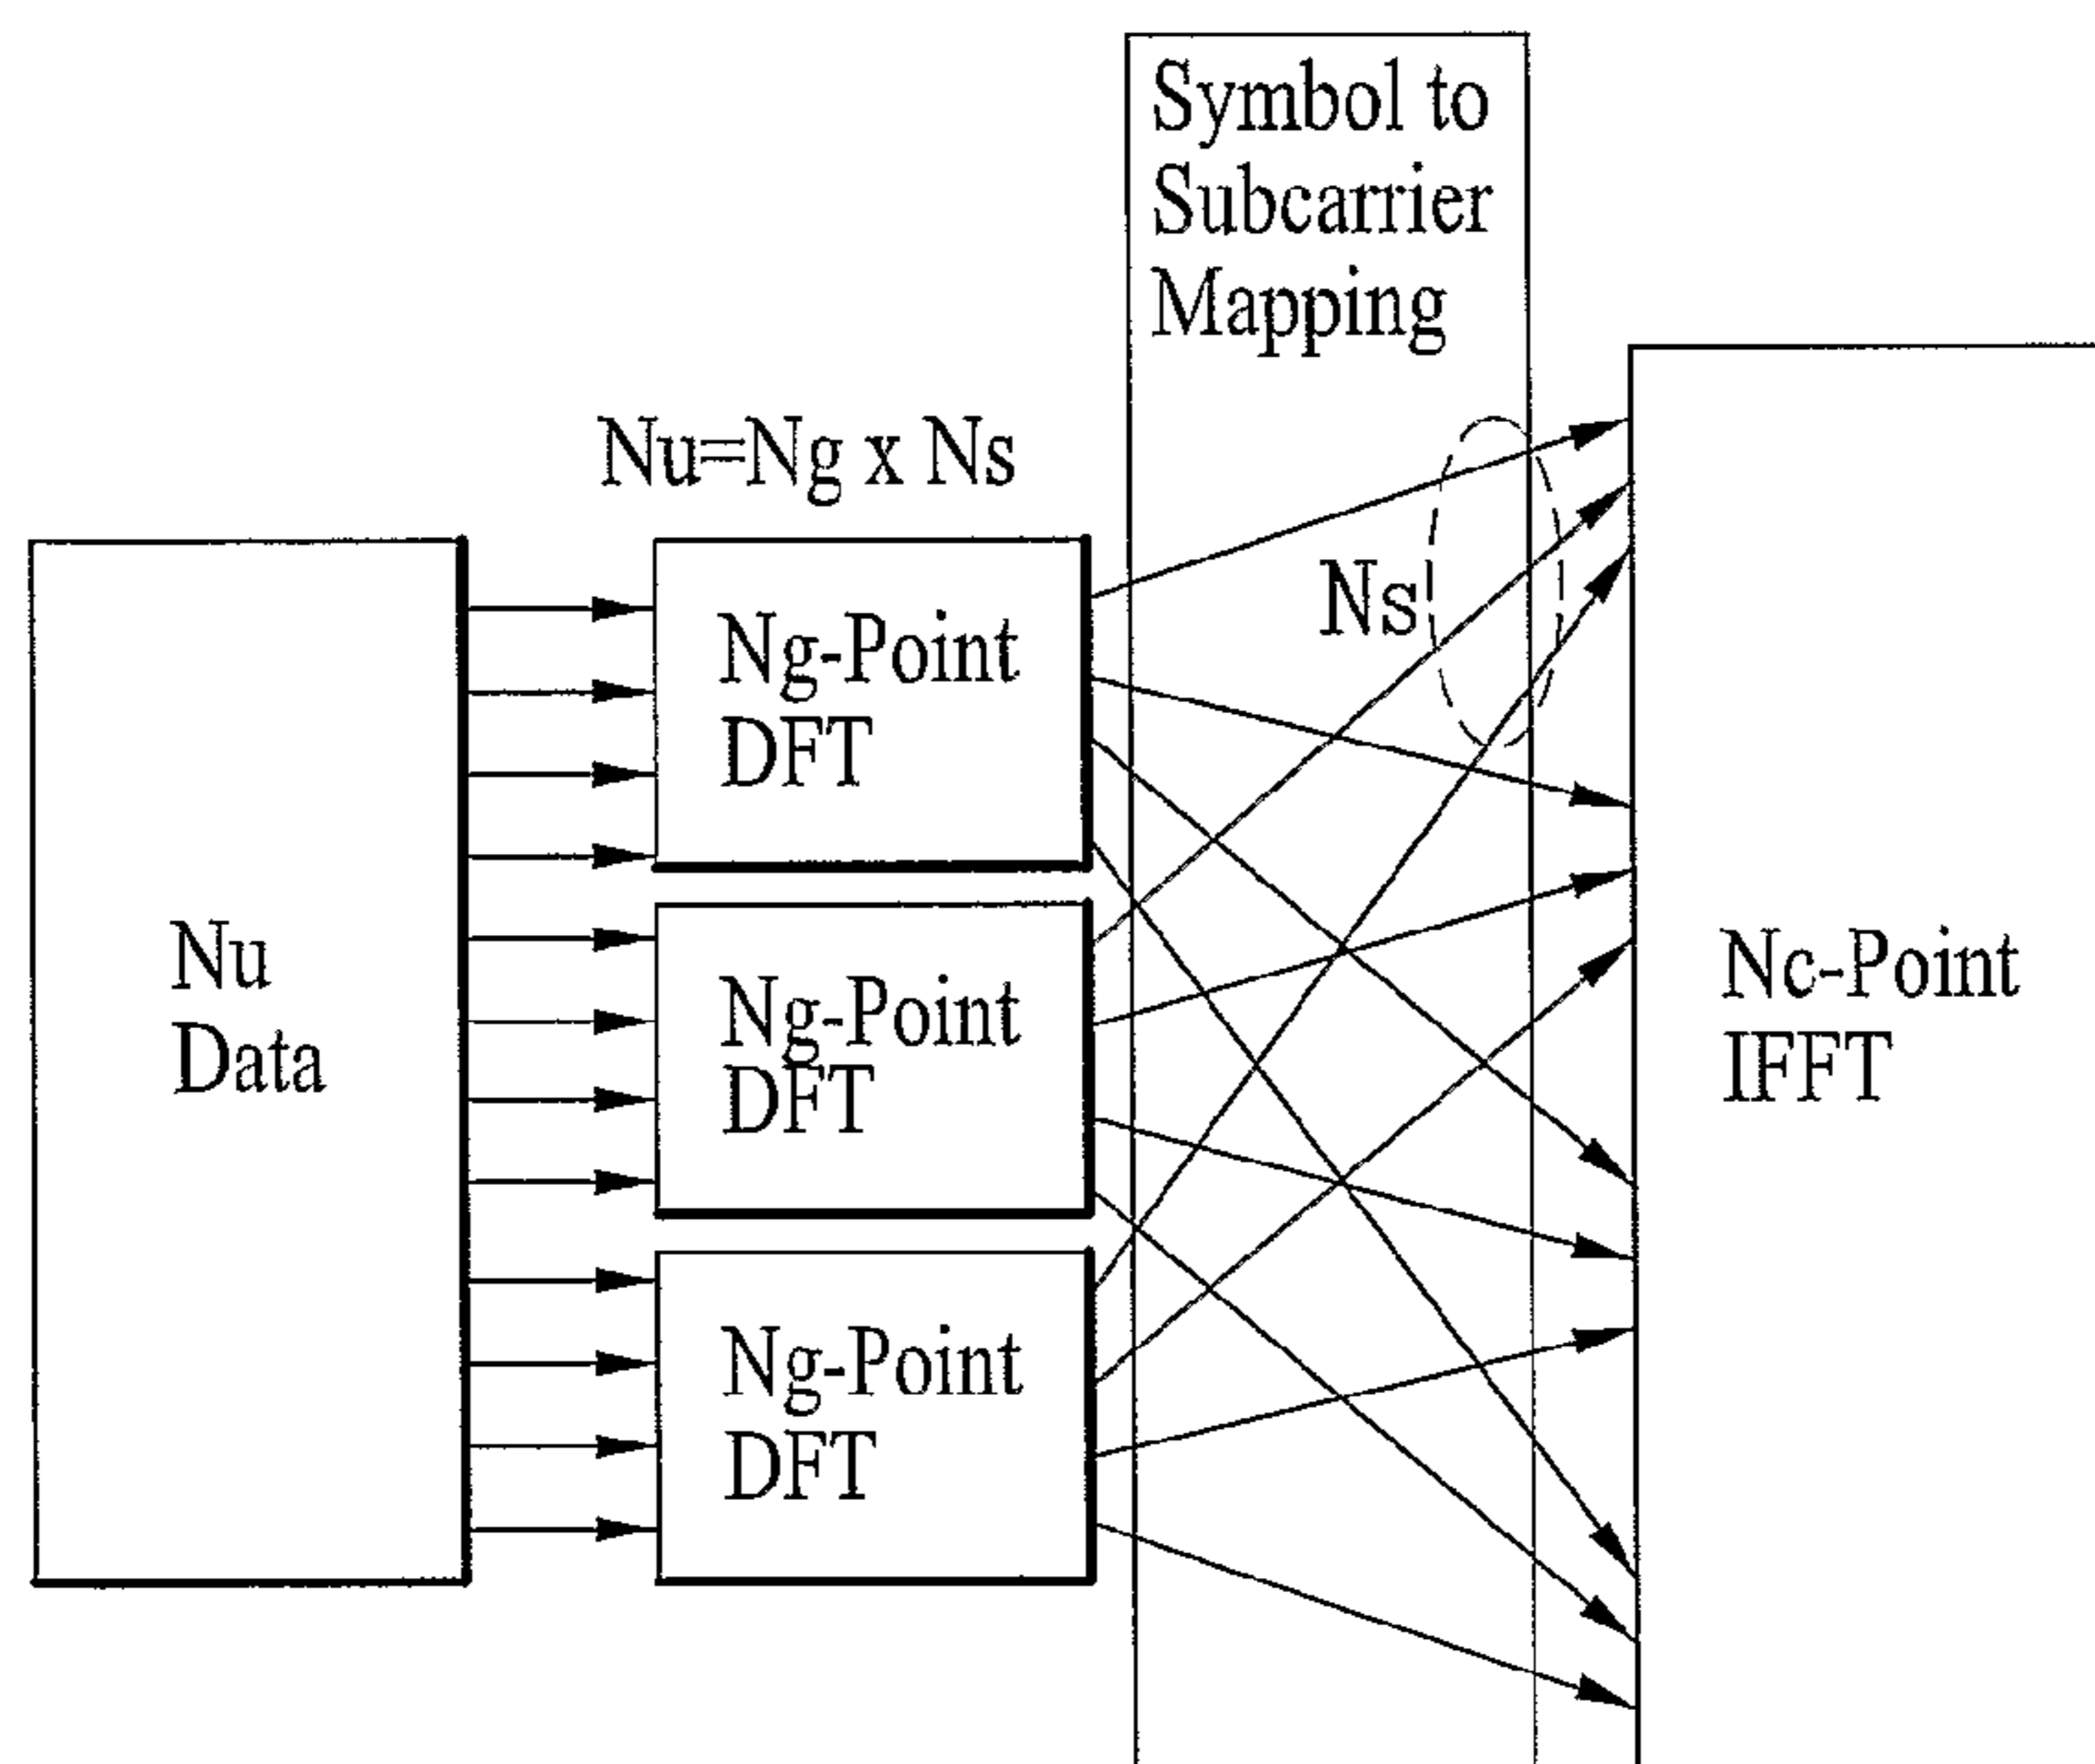 Symbol to
Subcarrier
Mapping
Nu=Ng x Ns
Ns
Ng-Point
DFT
Nu
Data
Ng-Point
DFT
Nc-Point
IFFT
Ng-Point
DFT